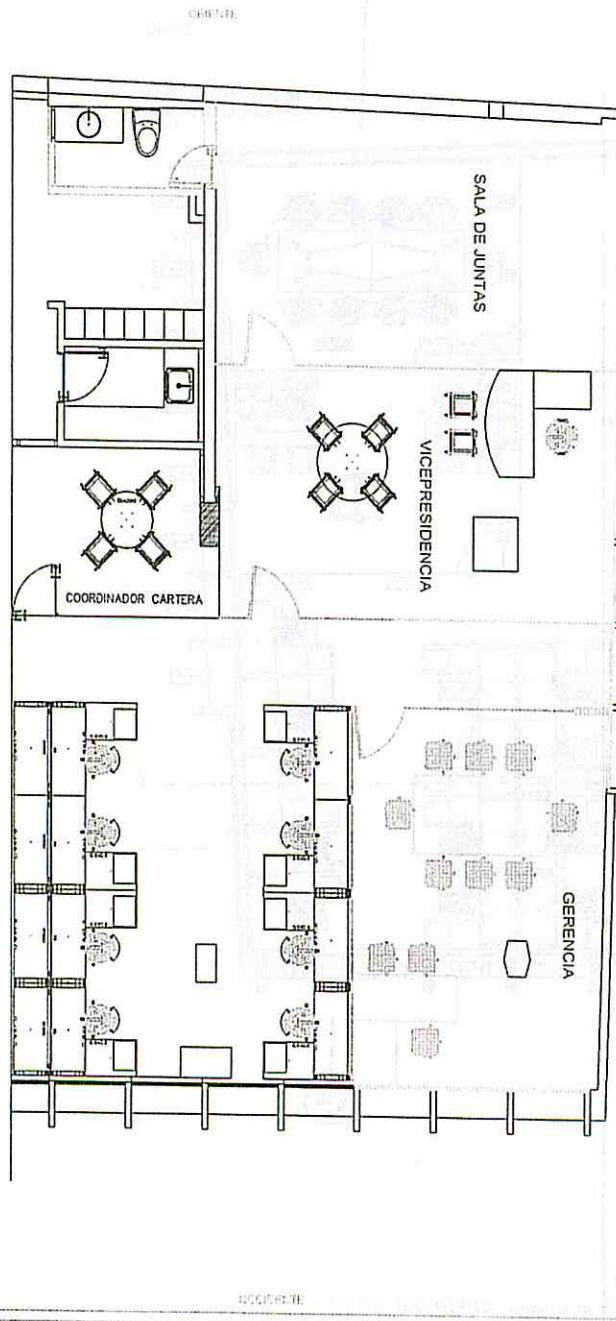 ORIENTE
SALA DE JUNTAS
VICEPRESIDENCIA
COORDINADOR CARTERA
GERENCIA
OCCIDENTE